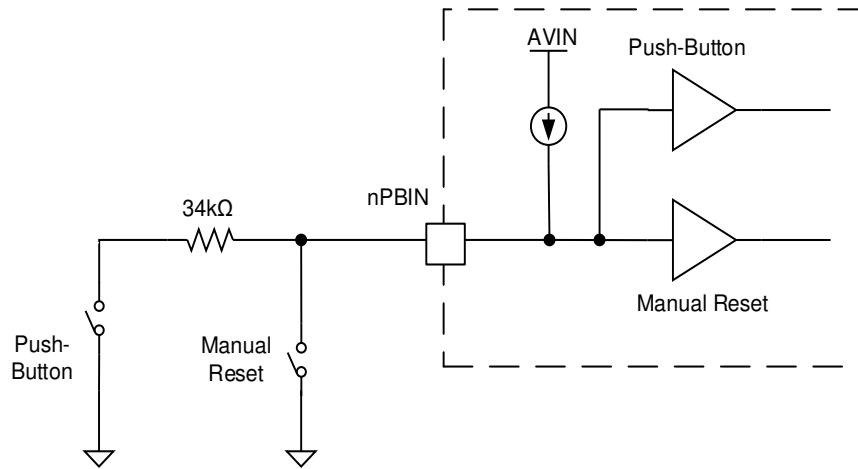 AVIN
Push-Button
nPBIN
34kΩ
Manual Reset
Push-
Button
Manual
Reset